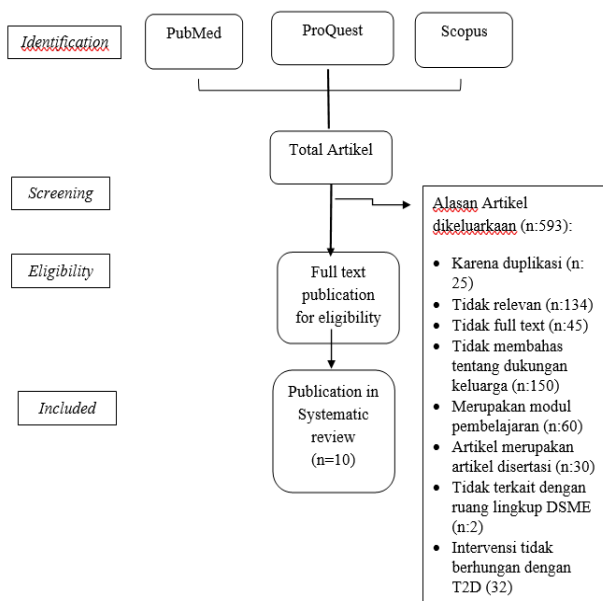 Identification
PubMed
ProQuest
Scopus
Total Artikel
Screening
Alasan Artikel
dikeluarkaan (n:593):
• Karena duplikasi (n:
25)
• Tidak relevan (n:134)
• Tidak full text (n:45)
• Tidak membahas
tentang dukungan
keluarga (n:150)
• Merupakan modul
pembelajaran (n:60)
• Artikel merupakan
artikel disertasi (n:30)
• Tidak terkait dengan
ruang lingkup DSME
(n:2)
• Intervensi tidak
berhungan dengan
T2D (32)
Eligibility
Full text
publication
for eligibility
Included
Publication in
Systematic
review
(n=10)